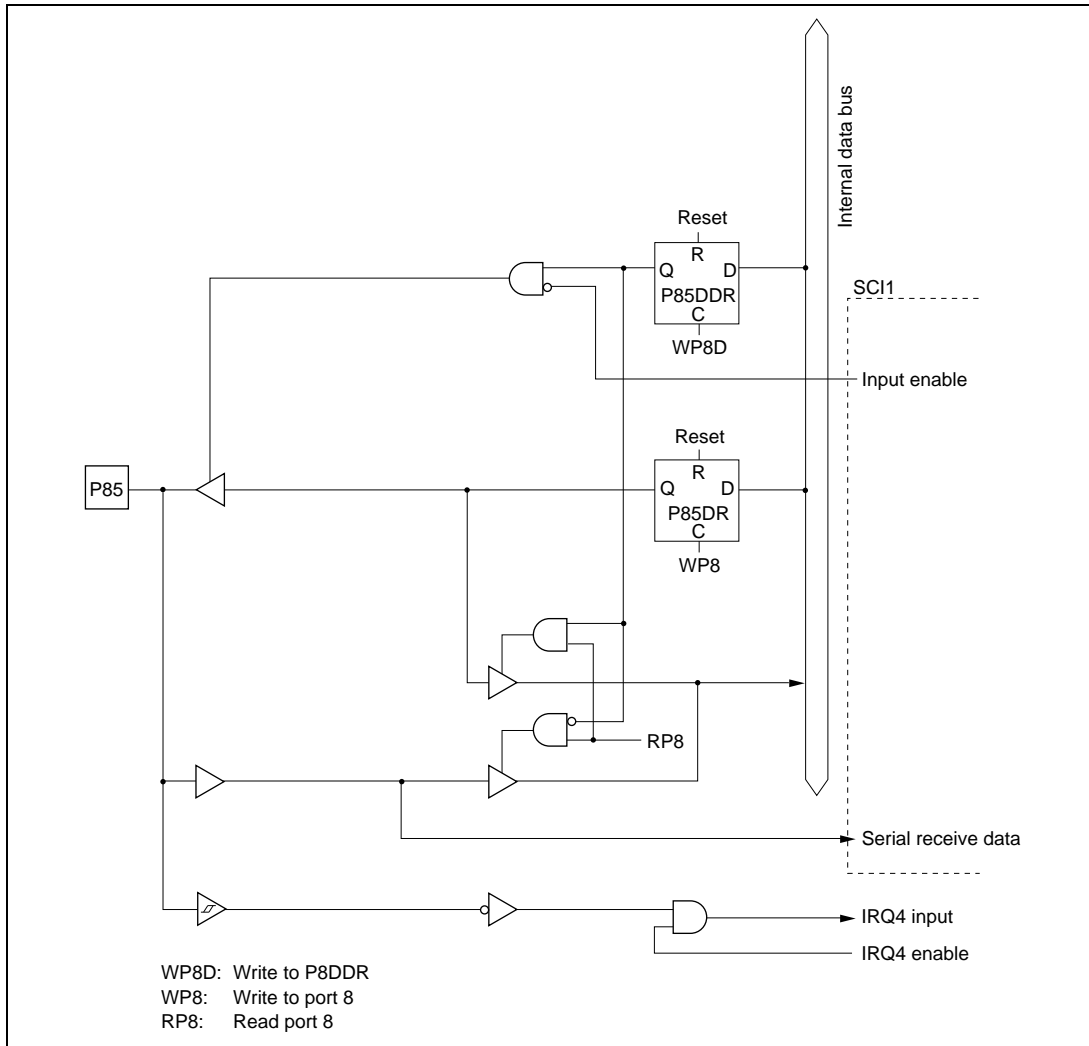 Internal data bus
Reset
R
Q D
P85DDR
C
WP8D
SCI1
Input enable
Reset
R
P85
Q D
P85DR
C
WP8
RP8
Serial receive data
IRQ4 input
IRQ4 enable
WP8D: Write to P8DDR
WP8: Write to port 8
RP8: Read port 8